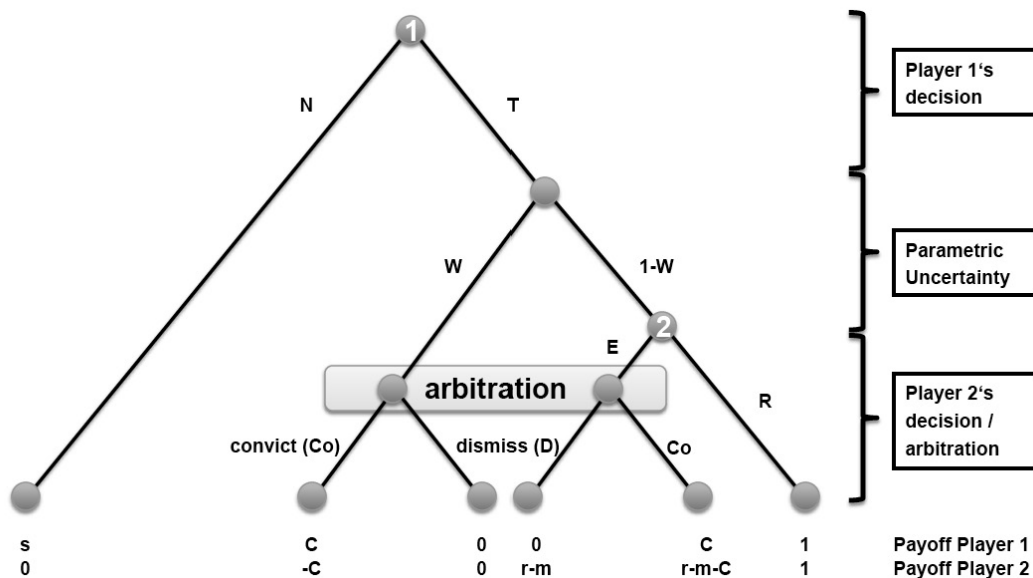 1
Player 1‘s
decision
N
T
Parametric
Uncertainty
W
1-W
2
E
arbitration
R
Player 2‘s
decision /
arbitration
convict (Co)
dismiss (D)
Co
s
C
0
0
C
1
Payoff Player 1
0
-C
0
r-m
r-m-C
1
Payoff Player 2